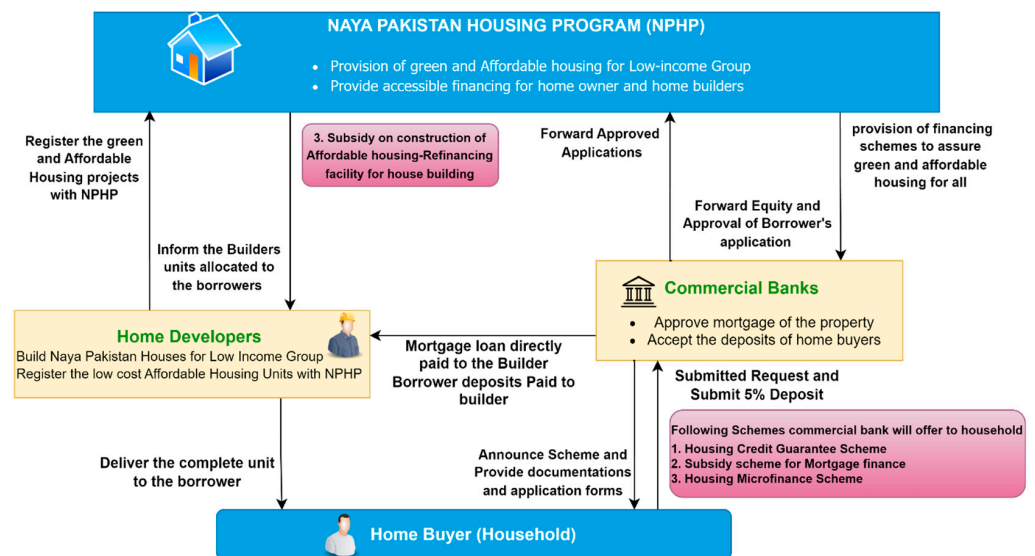 NAYA PAKISTAN HOUSING PROGRAM (NPHP)
• Provision of green and Affordable housing for Low-income Group
• Provide accessible financing for home owner and home builders
Register the green
and Affordable
Housing projects
with NPHP
3. Subsidy on construction of
Affordable housing-Refinancing
facility for house building
Forward Approved
Applications
provision of financing
schemes to assure
green and affordable
housing for all
Inform the Builders
units allocated to
the borrowers
Forward Equity and
Approval of Borrower's
application
Commercial Banks
• Approve mortgage of the property
• Accept the deposits of home buyers
Home Developers
Build Naya Pakistan Houses for Low Income Group
Register the low cost Affordable Housing Units with NPHP
Mortgage loan directly
paid to the Builder
Borrower deposits Paid to
builder
Submitted Request and
Submit 5% Deposit
Following Schemes commercial bank will offer to household
1. Housing Credit Guarantee Scheme
2. Subsidy scheme for Mortgage finance
3. Housing Microfinance Scheme
Deliver the complete unit
to the borrower
Announce Scheme and
Provide documentations
and application forms
Home Buyer (Household)